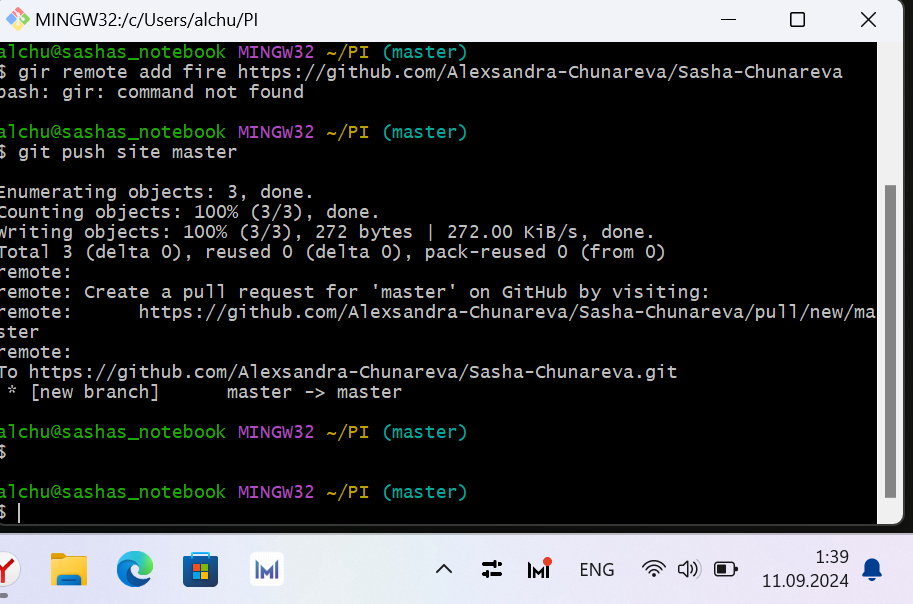 MINGW32:/c/Users/alchu/PI
alchu@sashas_notebook MINGW32 ~/PI (master)
$ gir remote add fire https://github.com/Alexsandra-Chunareva/Sasha-Chunareva
bash: gir: command not found
alchu@sashas_notebook MINGW32 ~/PI (master)
$ git push site master
Enumerating objects: 3, done.
Counting objects: 100% (3/3), done.
Writing objects: 100% (3/3), 272 bytes | 272.00 KiB/s, done.
Total 3 (delta 0), reused 0 (delta 0), pack-reused 0 (from 0)
remote:
remote: Create a pull request for 'master' on GitHub by visiting:
remote:      https://github.com/Alexsandra-Chunareva/Sasha-Chunareva/pull/new/ma
ster
remote:
To https://github.com/Alexsandra-Chunareva/Sasha-Chunareva.git
 * [new branch]      master -> master
alchu@sashas_notebook MINGW32 ~/PI (master)
$
alchu@sashas_notebook MINGW32 ~/PI (master)
$
ENG
1:39
11.09.2024